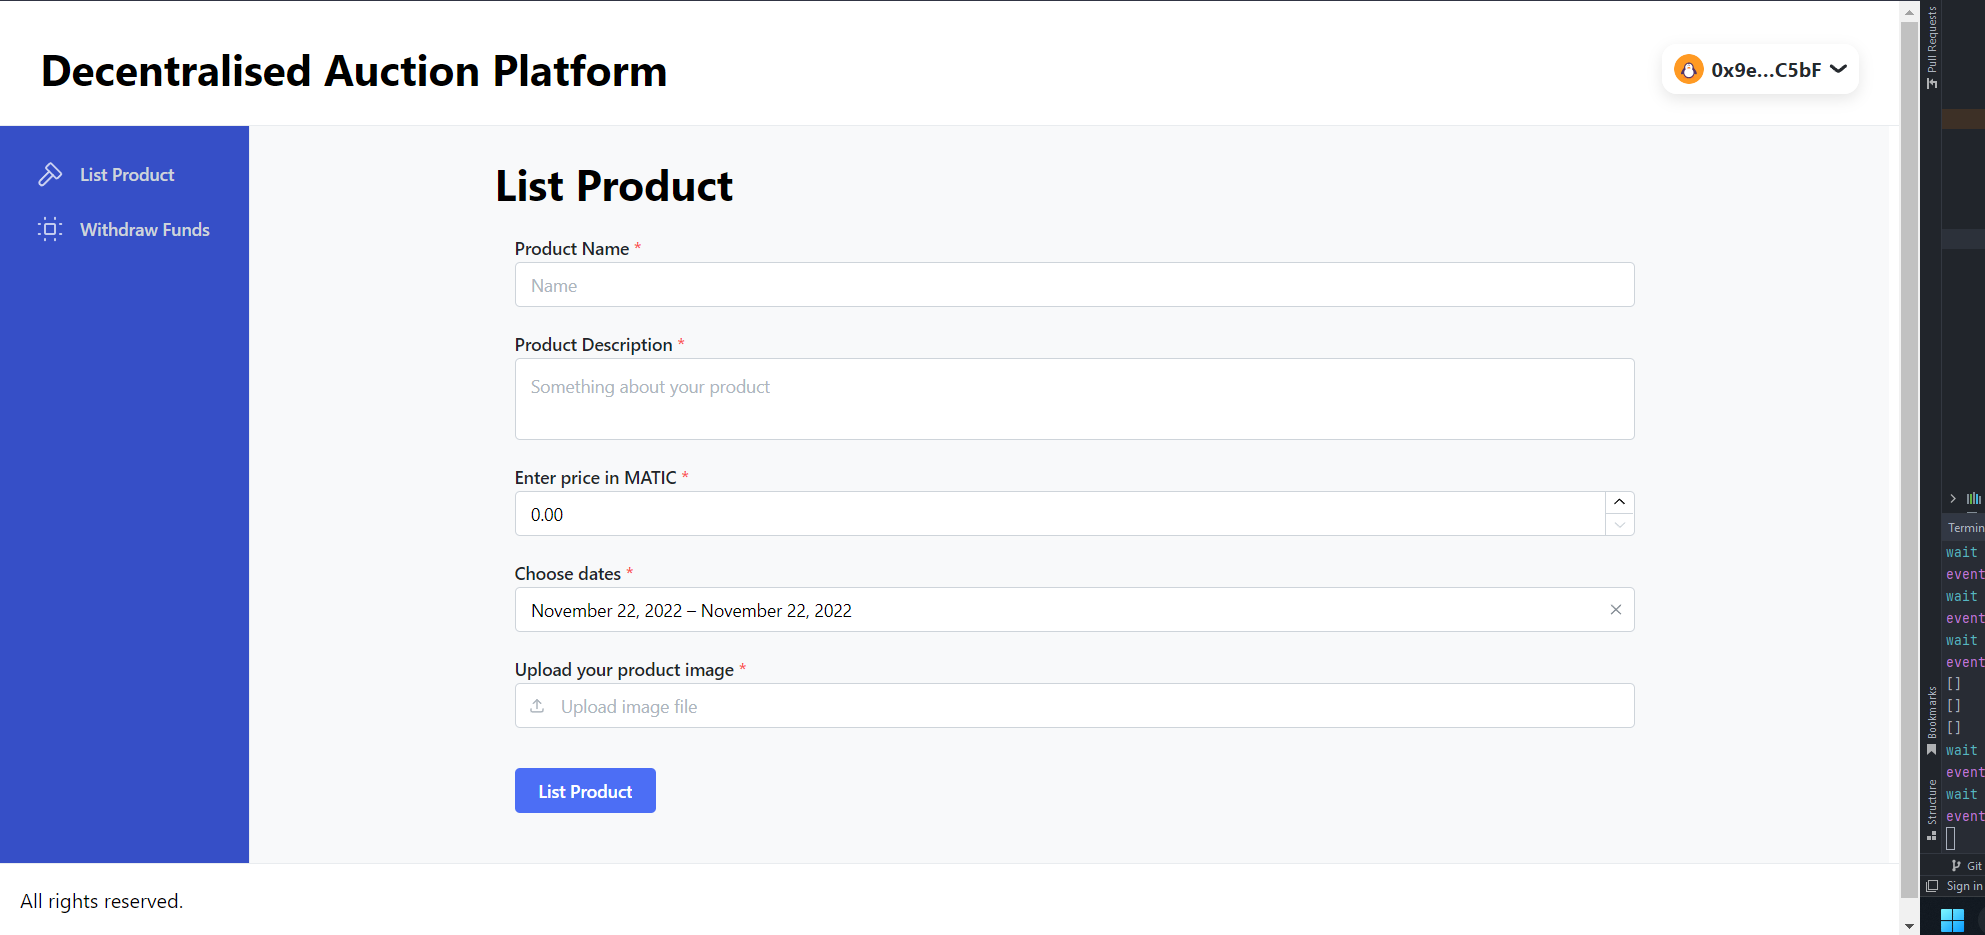 Decentralised Auction Platform
0x9e...C5bF
List Product
Withdraw Funds
List Product
Product Name *
Name
Product Description *
Something about your product
Enter price in MATIC *
0.00
Choose dates *
November 22, 2022 – November 22, 2022
Upload your product image *
Upload image file
List Product
All rights reserved.
Pull Requests
Termin
wait
event
wait
event
wait
event
[]
[]
[]
wait
event
wait
event
Bookmarks
Structure
Git
Sign in